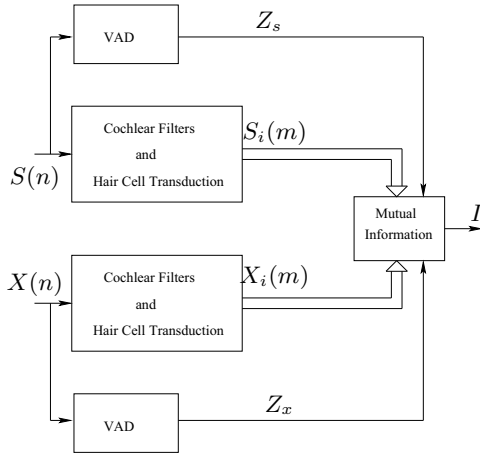 VAD
Z_s
Cochlear Filters
and
Hair Cell Transduction
S_i(m)
S(n)
Mutual
Information
I
X(n)
Cochlear Filters
and
Hair Cell Transduction
X_i(m)
VAD
Z_x